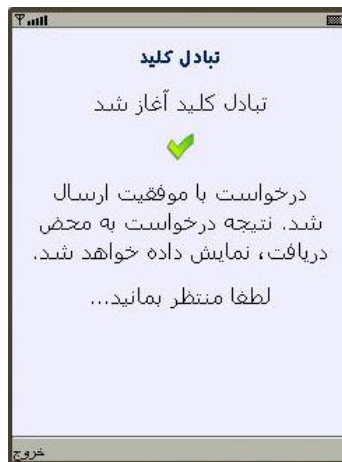 تبادل کلید
تبادل کلید آغاز شد
درخواست با موفقیت ارسال
شد. نتیجه درخواست به محض
دریافت، نمایش داده خواهد شد.
لطفا منتظر بمانید...
خروج